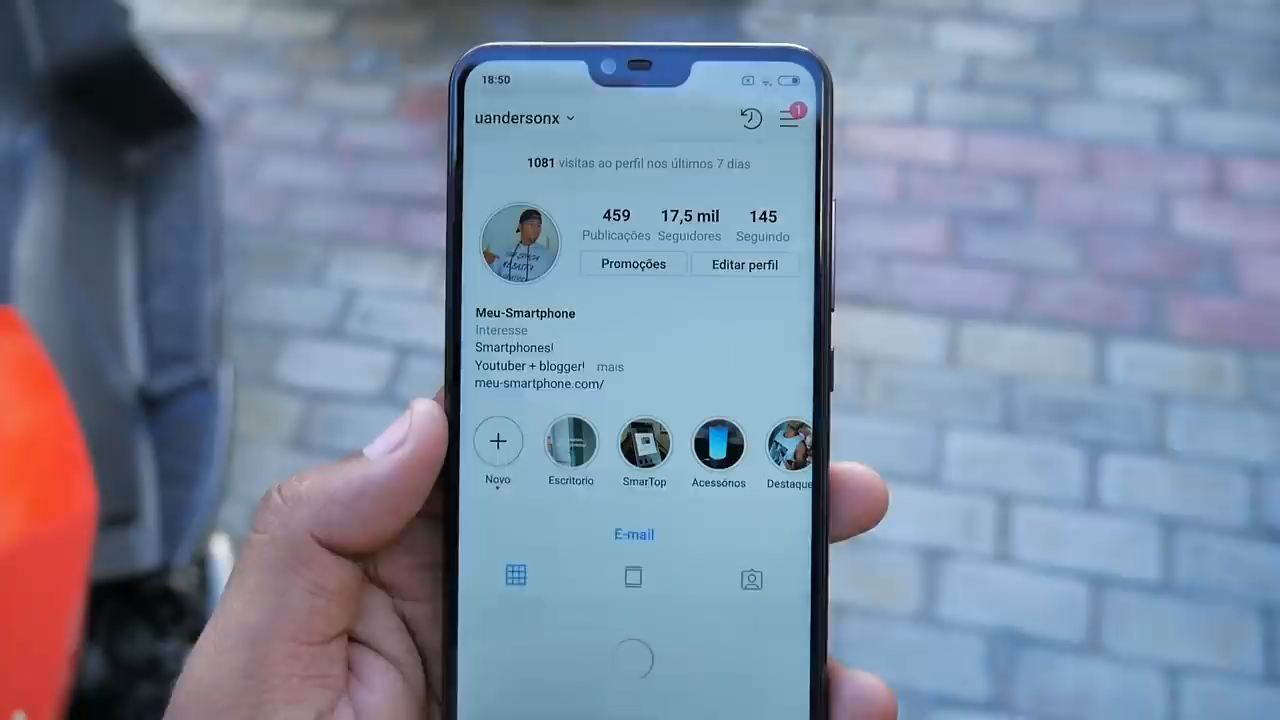 18:50
uandersonx
1
1081 visitas ao perfil nos últimos 7 dias
459 17,5 mil 145
Publicações Seguidores Seguindo
Promoções Editar perfil
Meu-Smartphone
Interesse
Smartphones!
Youtuber + blogger! mais
meu-smartphone.com/
Novo Escritorio SmarTop Acessórios Destaque
E-mail